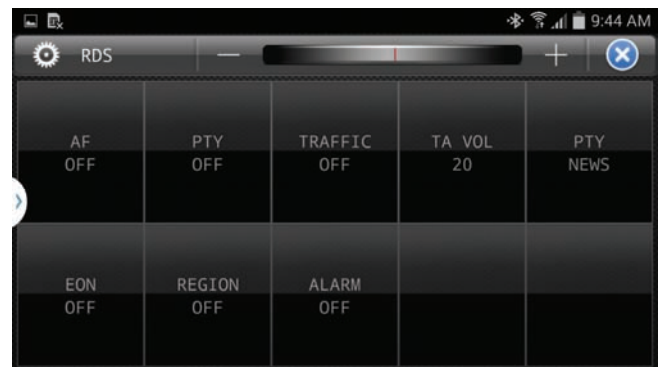 9:44 AM
RDS
AF PTY TRAFFIC TA VOL PTY
OFF OFF OFF 20 NEWS
EON REGION ALARM
OFF OFF OFF